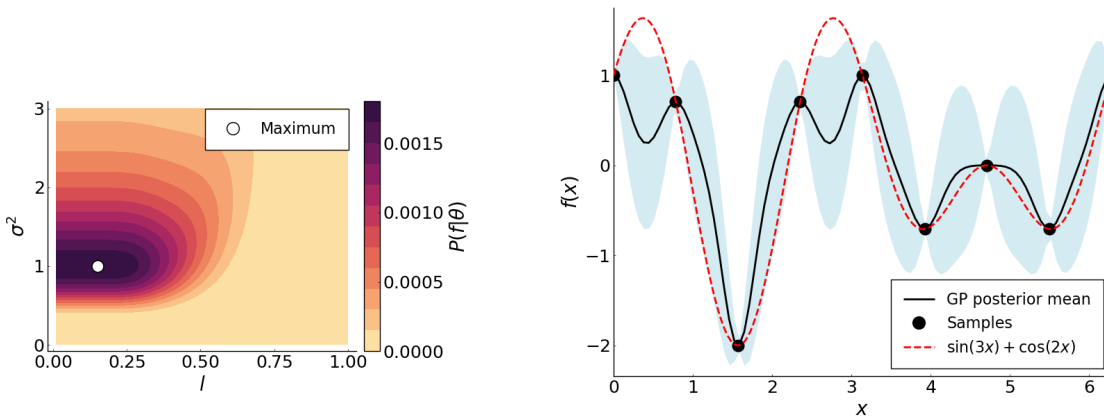 3
2
1
0
σ²
0.00
0.25
0.50
0.75
1.00
l
Maximum
0.0015
0.0010
0.0005
0.0000
P(f|θ)
1
0
−1
−2
f(x)
0
1
2
3
4
5
6
x
GP posterior mean
Samples
sin(3x) + cos(2x)